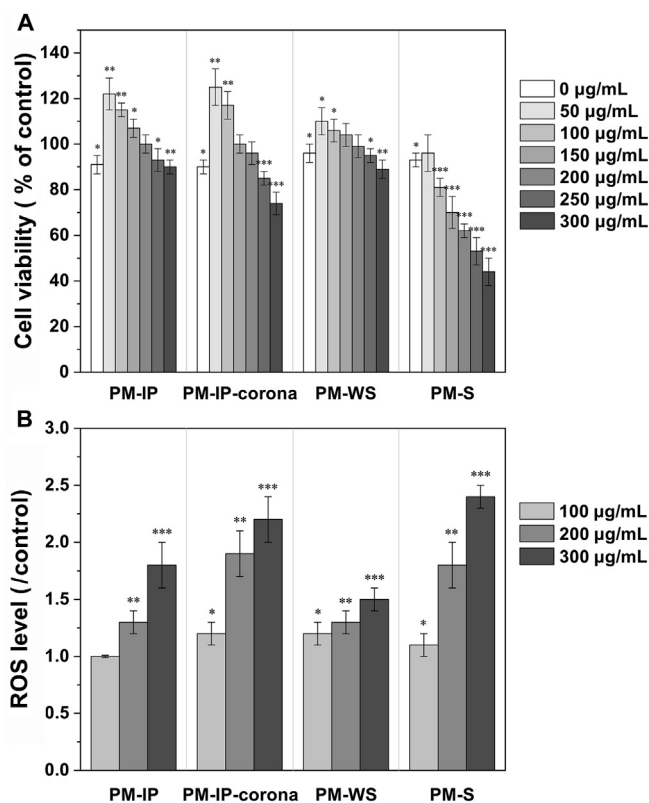 A
Cell viability ( % of control)
140
120
100
80
60
40
20
0
* ** ** * * **
* ** ** *** ***
* * * * **
* *** *** *** *** ***
0 µg/mL
50 µg/mL
100 µg/mL
150 µg/mL
200 µg/mL
250 µg/mL
300 µg/mL
PM-IP PM-IP-corona PM-WS PM-S
B
ROS level (/control)
3.0
2.5
2.0
1.5
1.0
0.5
0.0
** ***
* ** ***
* ** ***
* ** ***
100 µg/mL
200 µg/mL
300 µg/mL
PM-IP PM-IP-corona PM-WS PM-S